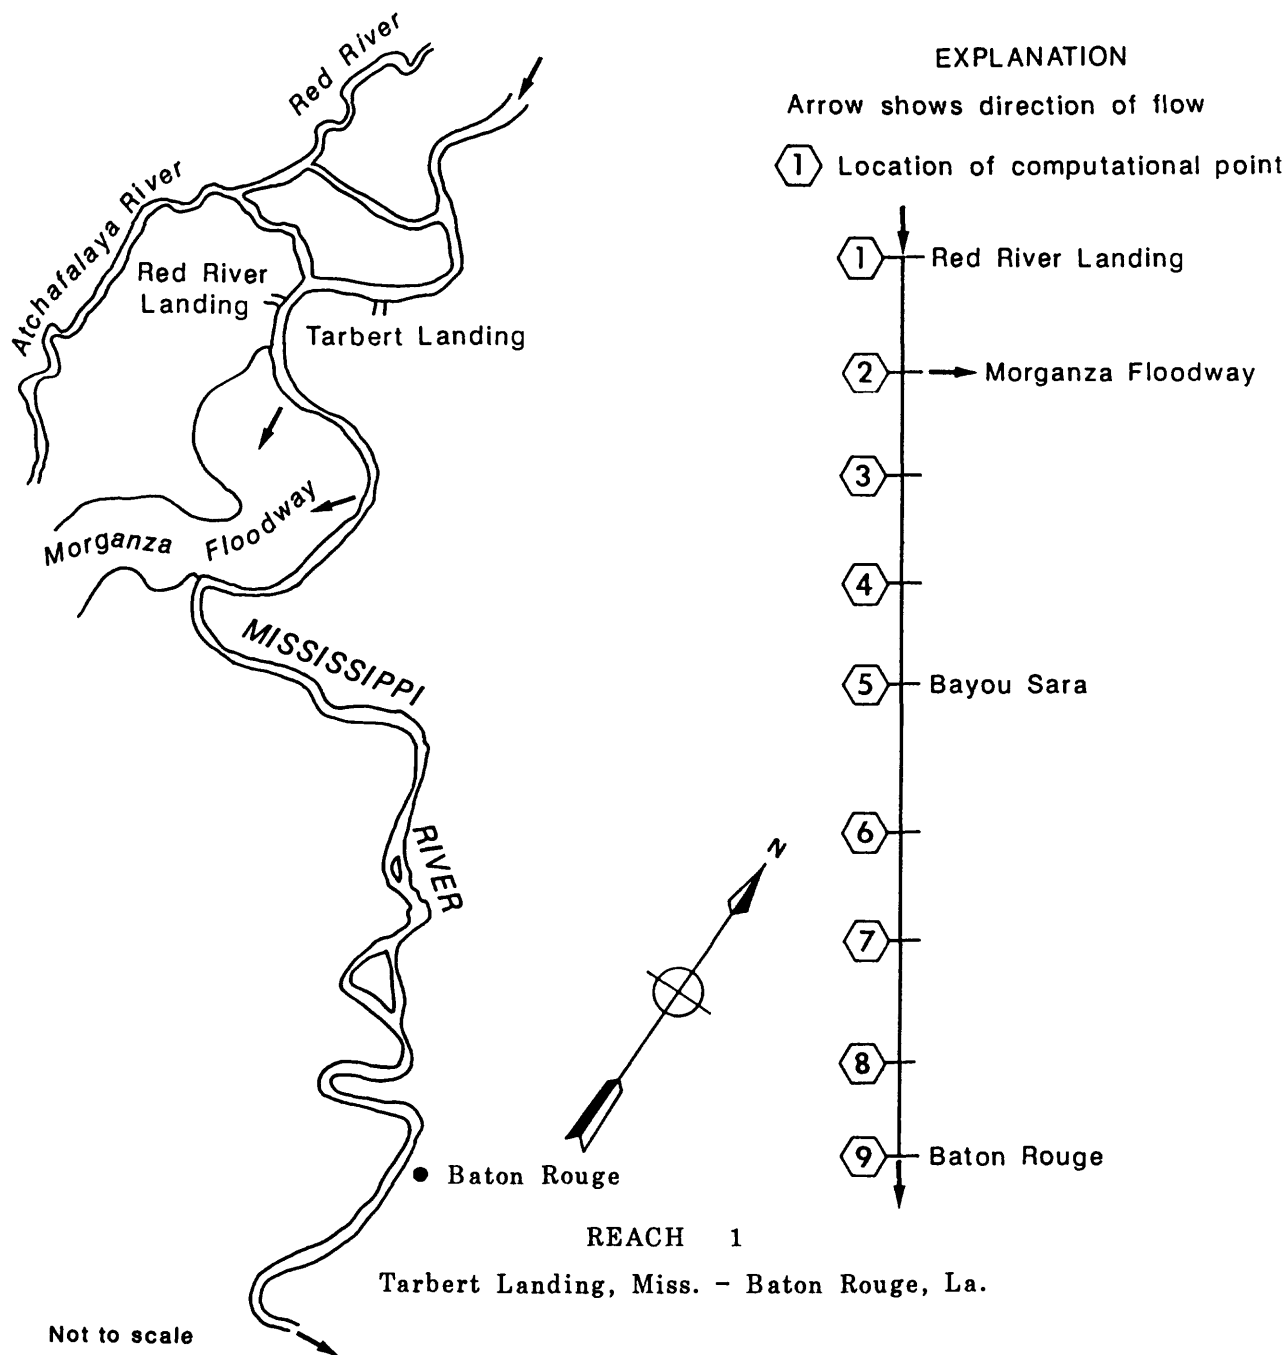 Red River
Atchafalaya River
Red River
Landing
Tarbert Landing
Morganza Floodway
MISSISSIPPI
RIVER
N
Baton Rouge
EXPLANATION
Arrow shows direction of flow
1 Location of computational point
1 Red River Landing
2 Morganza Floodway
3
4
5 Bayou Sara
6
7
8
9 Baton Rouge
REACH 1
Tarbert Landing, Miss. - Baton Rouge, La.
Not to scale